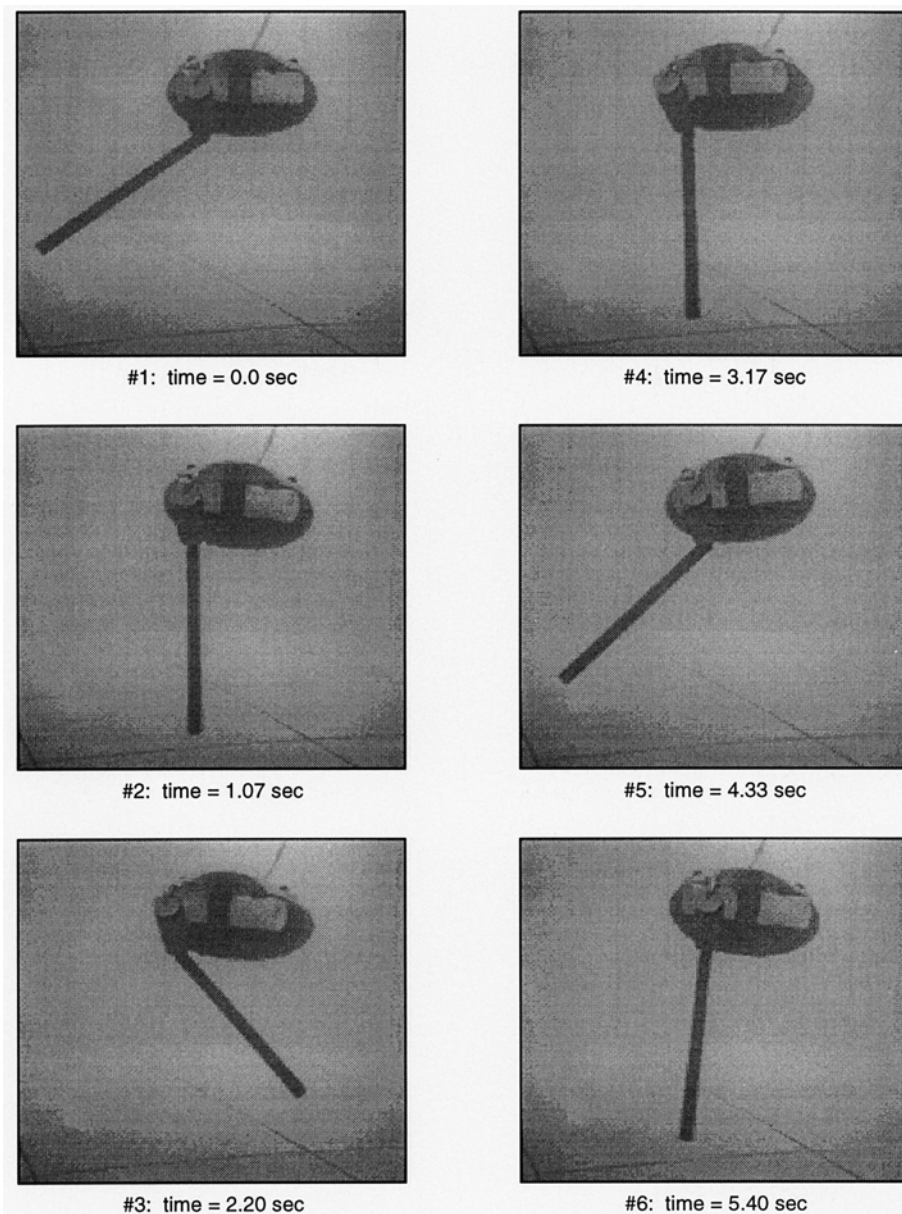 #1: time = 0.0 sec
#4: time = 3.17 sec
#2: time = 1.07 sec
#5: time = 4.33 sec
#3: time = 2.20 sec
#6: time = 5.40 sec